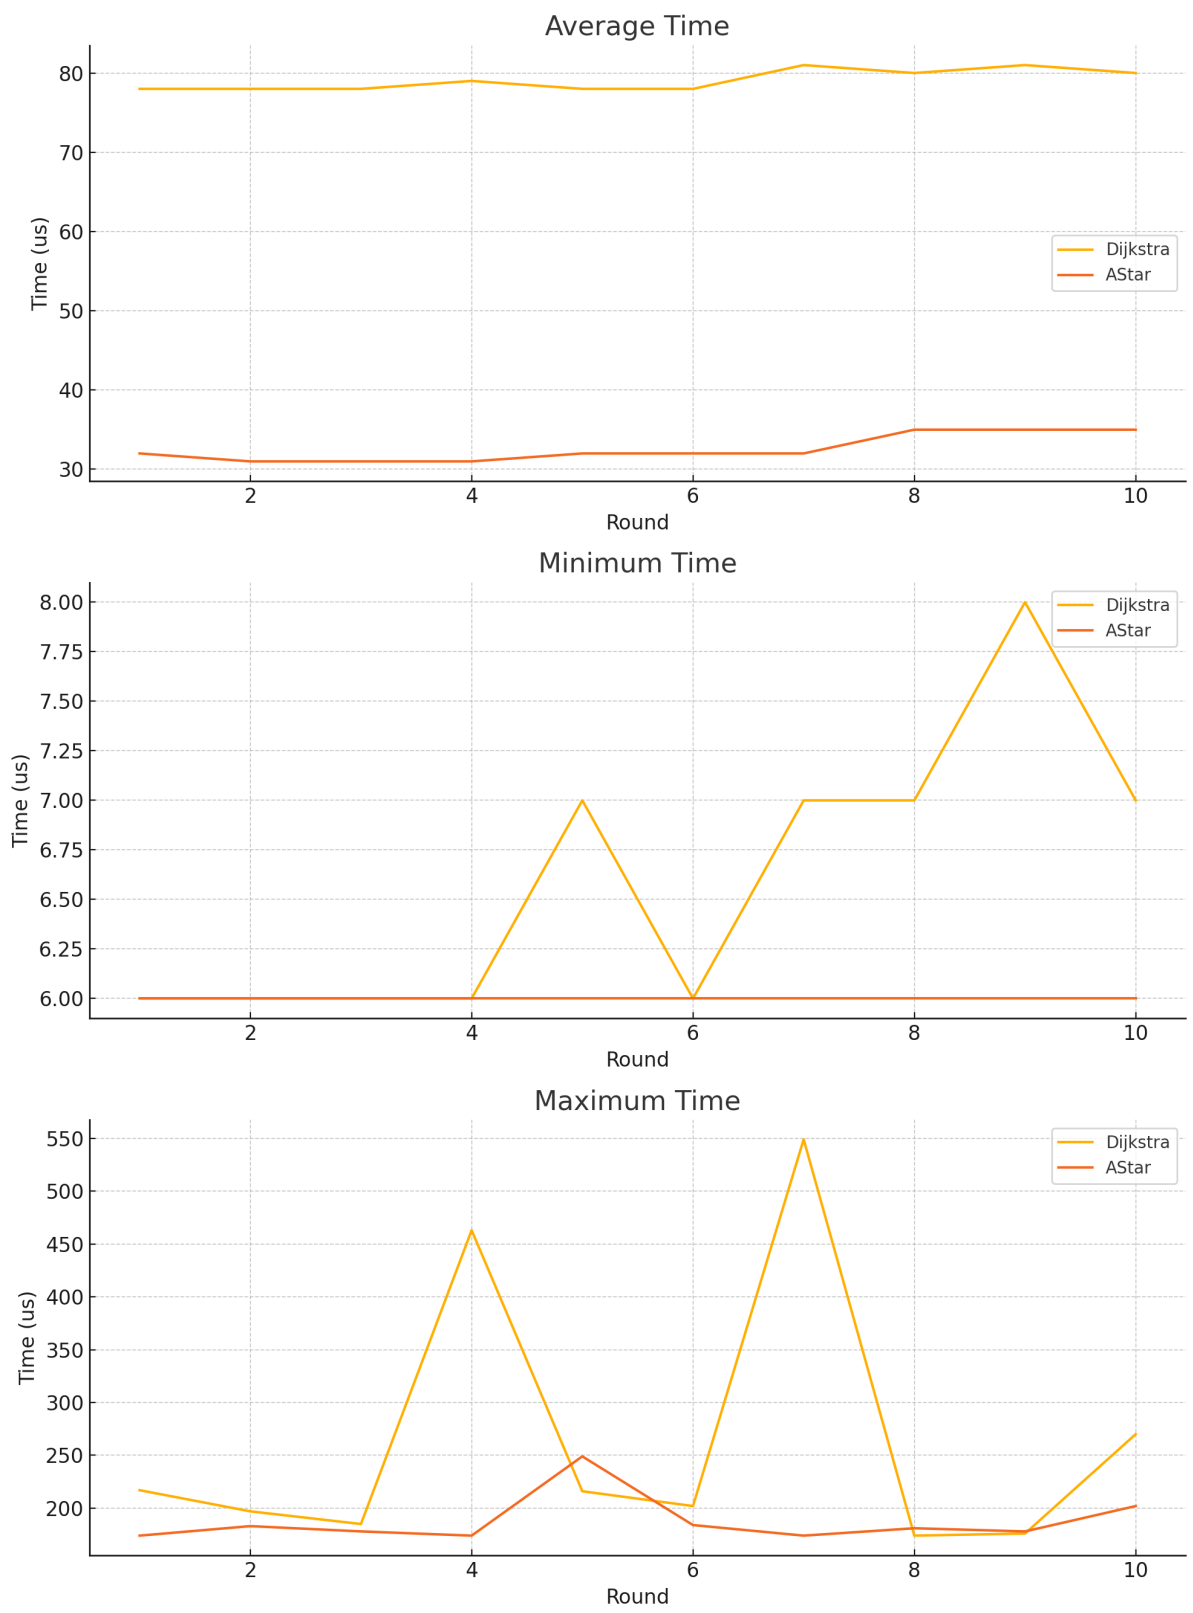 Average Time
80
70
60
50
40
30
Time (us)
Dijkstra
AStar
2 4 6 8 10
Round
Minimum Time
8.00
7.75
7.50
7.25
7.00
6.75
6.50
6.25
6.00
Time (us)
Dijkstra
AStar
2 4 6 8 10
Round
Maximum Time
550
500
450
400
350
300
250
200
Time (us)
Dijkstra
AStar
2 4 6 8 10
Round